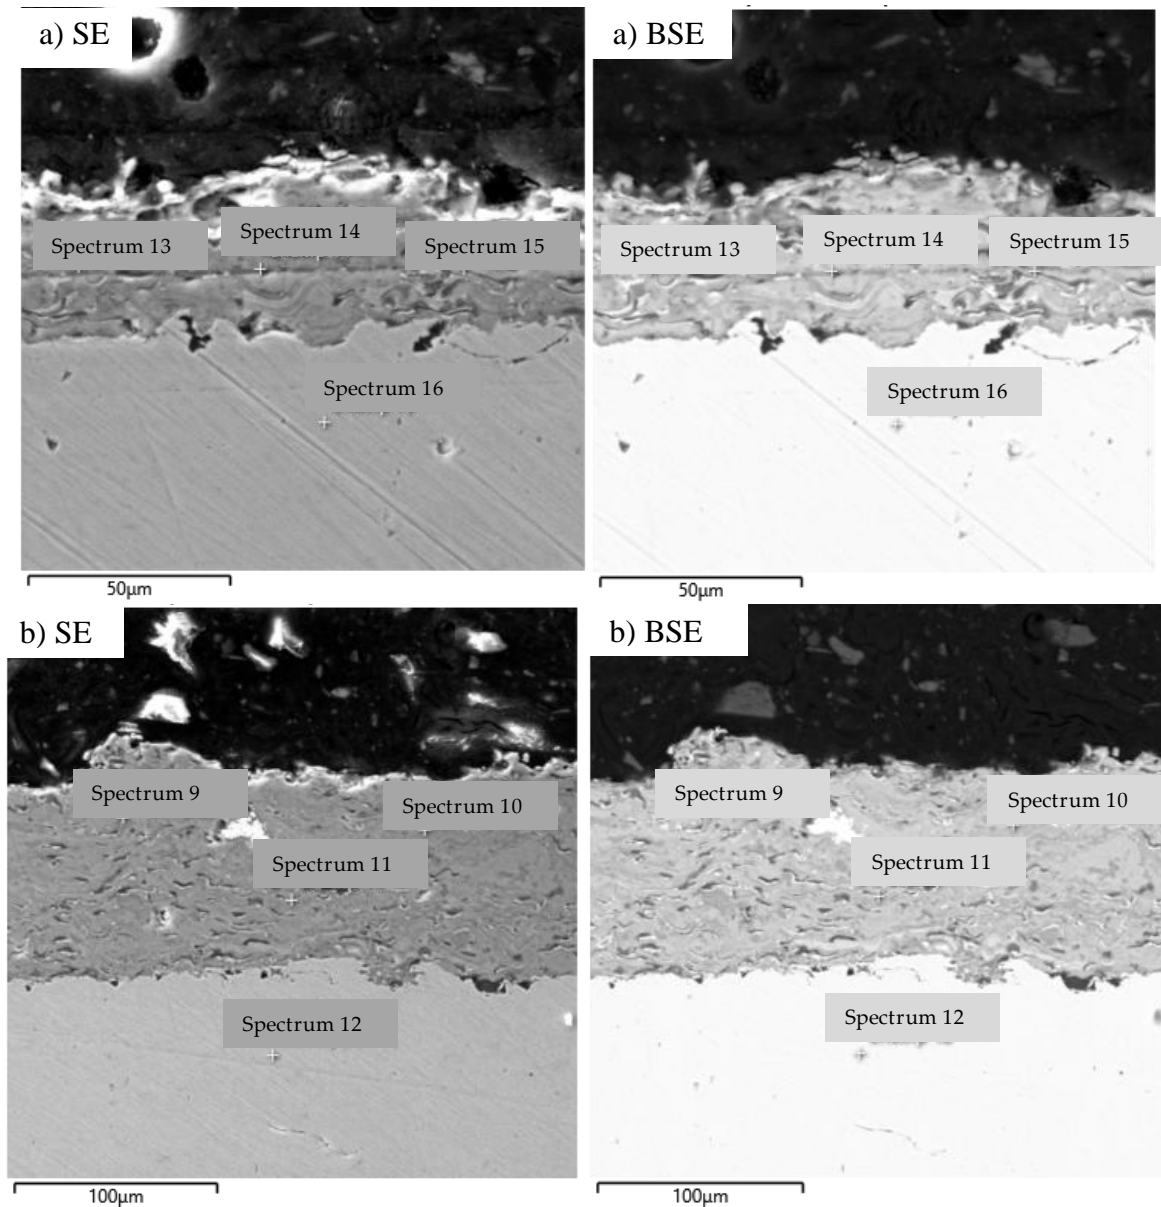 a) SE
a) BSE
Spectrum 13
Spectrum 14
Spectrum 15
Spectrum 13
Spectrum 14
Spectrum 15
Spectrum 16
Spectrum 16
50µm
50µm
b) SE
b) BSE
Spectrum 9
Spectrum 10
Spectrum 9
Spectrum 10
Spectrum 11
Spectrum 11
Spectrum 12
Spectrum 12
100µm
100µm